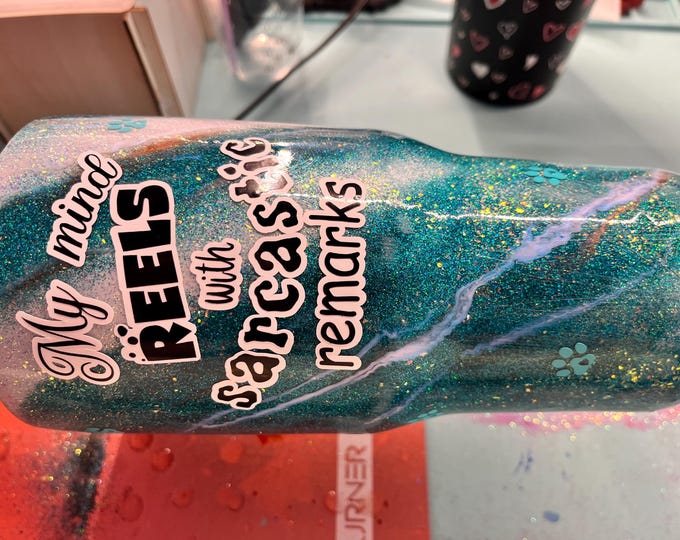 My mind
REELS
with
sarcastic
remarks
URNER